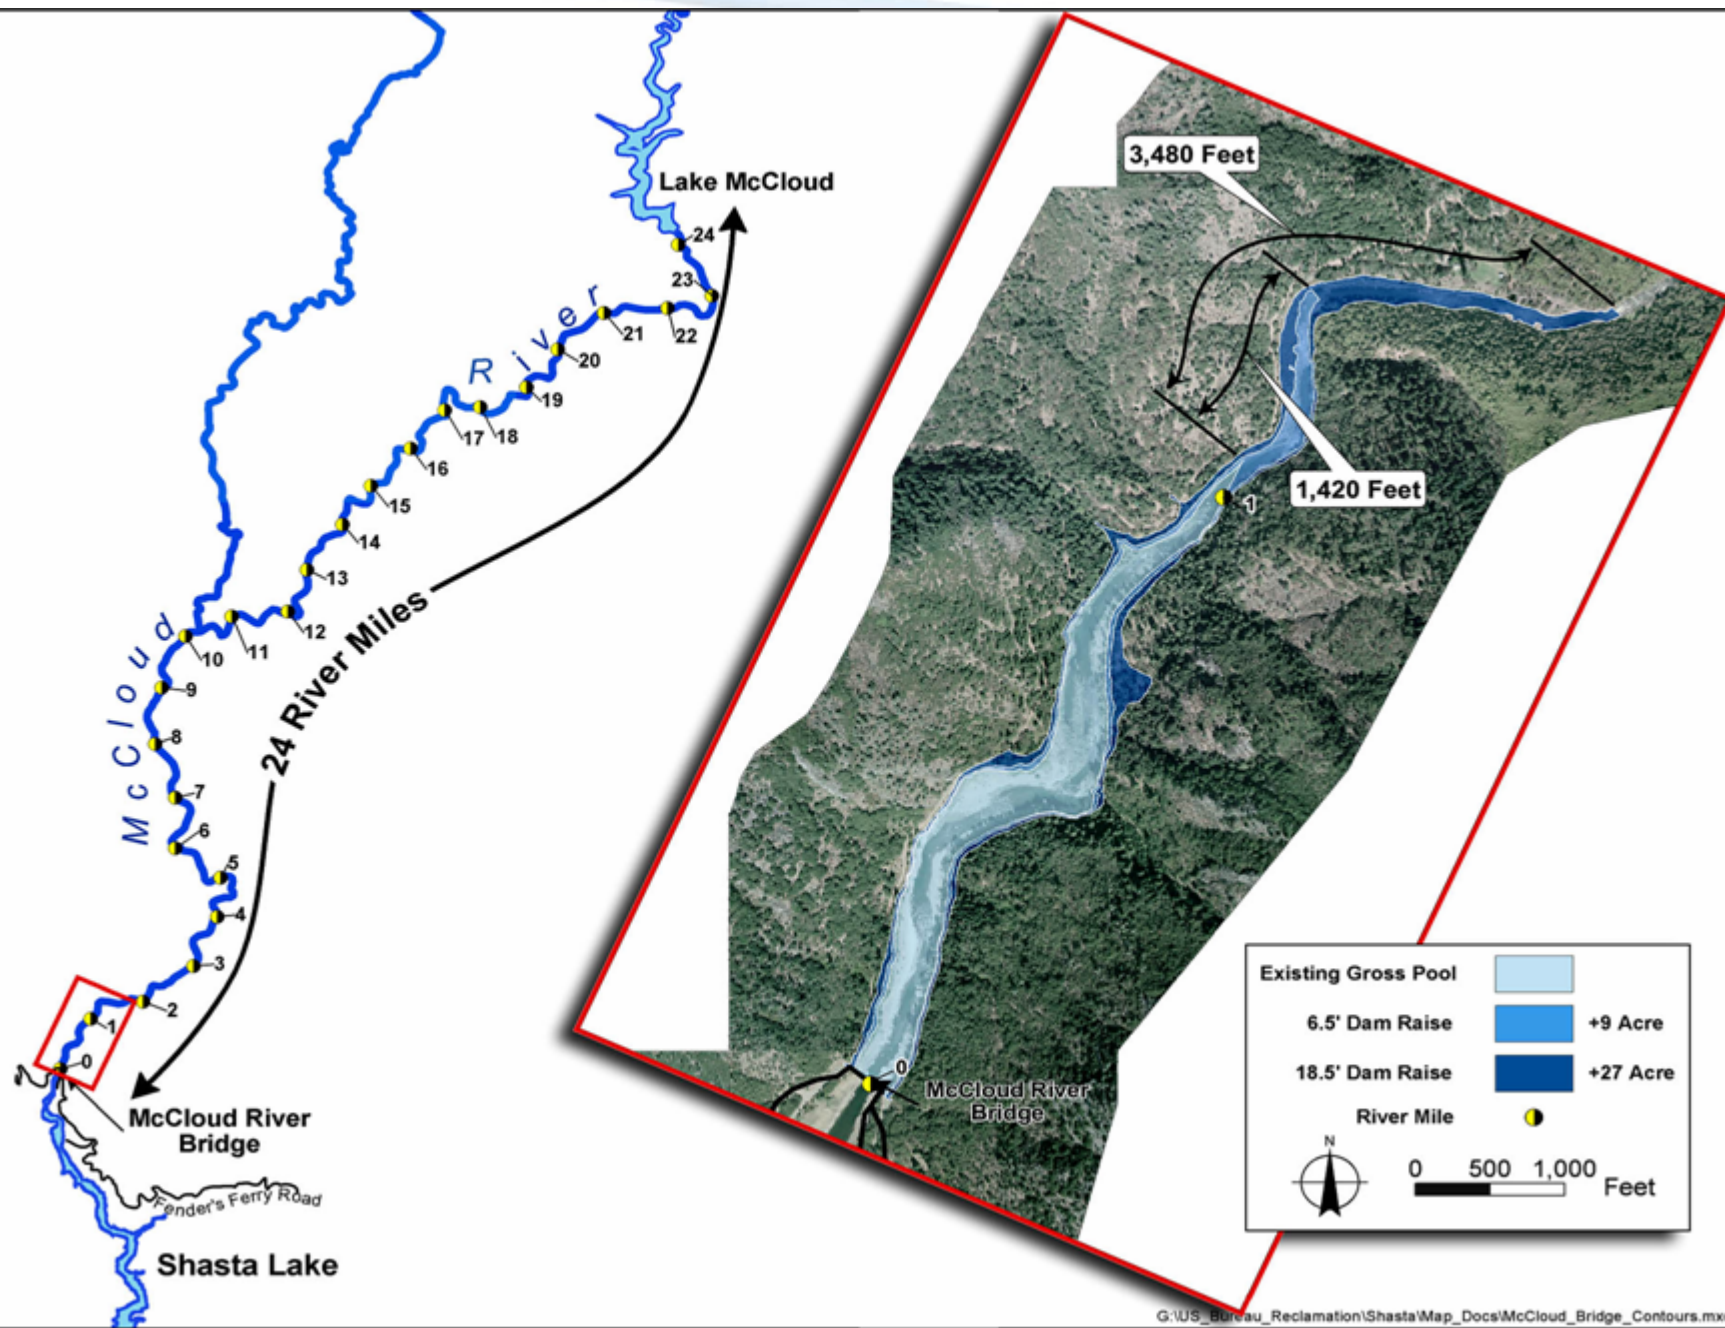 Lake McCloud
24
23
22
21
20
19
18
17
16
15
14
13
12
11
10
9
8
7
6
5
4
3
2
1
0
McCloud River
24 River Miles
McCloud River
Bridge
Fender's Ferry Road
Shasta Lake
3,480 Feet
1,420 Feet
1
0
McCloud River
Bridge
Existing Gross Pool
6.5' Dam Raise +9 Acre
18.5' Dam Raise +27 Acre
River Mile
N
0 500 1,000 Feet
G:\US_Bureau_Reclamation\Shasta\Map_Docs\McCloud_Bridge_Contours.mx